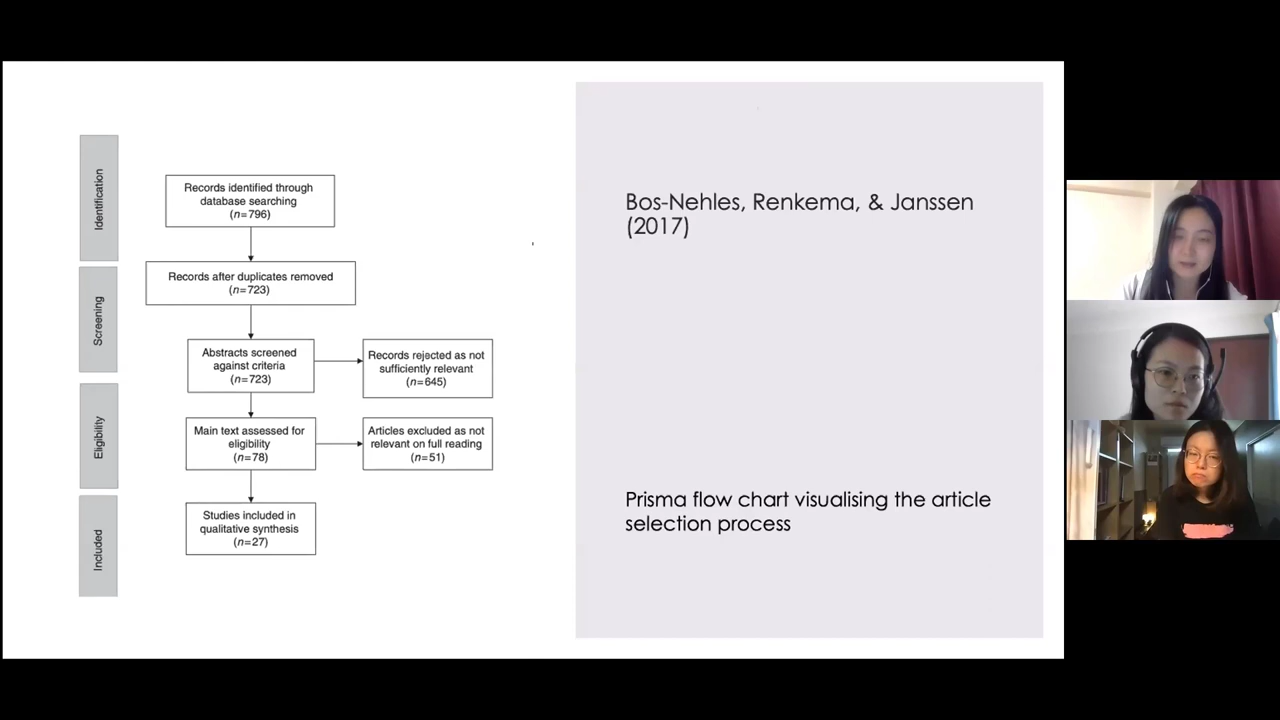 Identification
Records identified through
database searching
(n=796)
Screening
Records after duplicates removed
(n=723)
Abstracts screened
against criteria
(n=723)
Records rejected as not
sufficiently relevant
(n=645)
Eligibility
Main text assessed for
eligibility
(n=78)
Articles excluded as not
relevant on full reading
(n=51)
Included
Studies included in
qualitative synthesis
(n=27)
Bos-Nehles, Renkema, & Janssen
(2017)
Prisma flow chart visualising the article
selection process